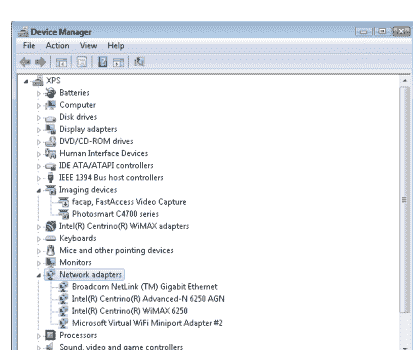 Device Manager
File Action View Help
XPS
Batteries
Computer
Disk drives
Display adapters
DVD/CD-ROM drives
Human Interface Devices
IDE ATA/ATAPI controllers
IEEE 1394 Bus host controllers
Imaging devices
facap, FastAccess Video Capture
Photosmart C4700 series
Intel(R) Centrino(R) WiMAX adapters
Keyboards
Mice and other pointing devices
Monitors
Network adapters
Broadcom NetLink (TM) Gigabit Ethernet
Intel(R) Centrino(R) Advanced-N 6250 AGN
Intel(R) Centrino(R) WiMAX 6250
Microsoft Virtual WiFi Miniport Adapter #2
Processors
Sound, video and game controllers